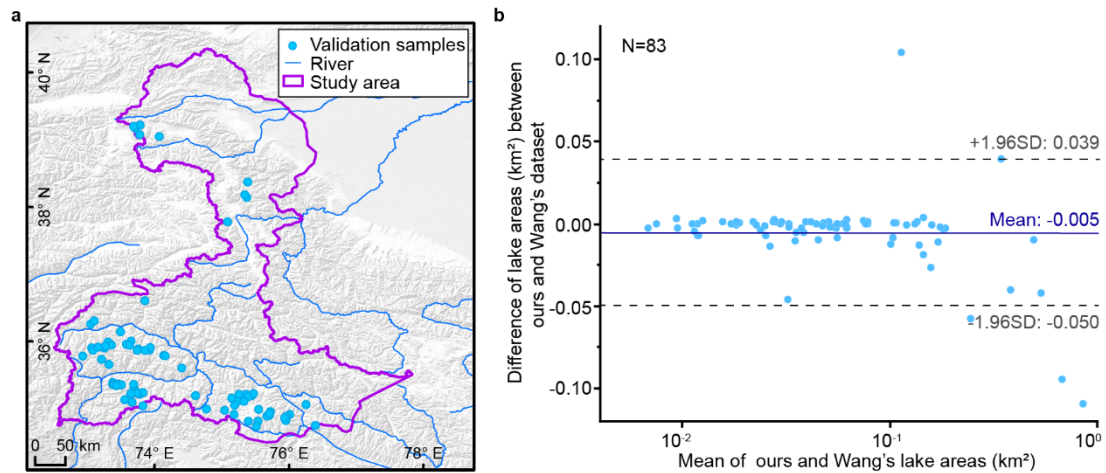 a
Validation samples
River
Study area
40° N
38° N
36° N
0 50 km
74° E
76° E
78° E
b
N=83
0.10
0.05
0.00
-0.05
-0.10
+1.96SD: 0.039
Mean: -0.005
-1.96SD: -0.050
10⁻²
10⁻¹
10⁰
Difference of lake areas (km²) between
ours and Wang's dataset
Mean of ours and Wang's lake areas (km²)